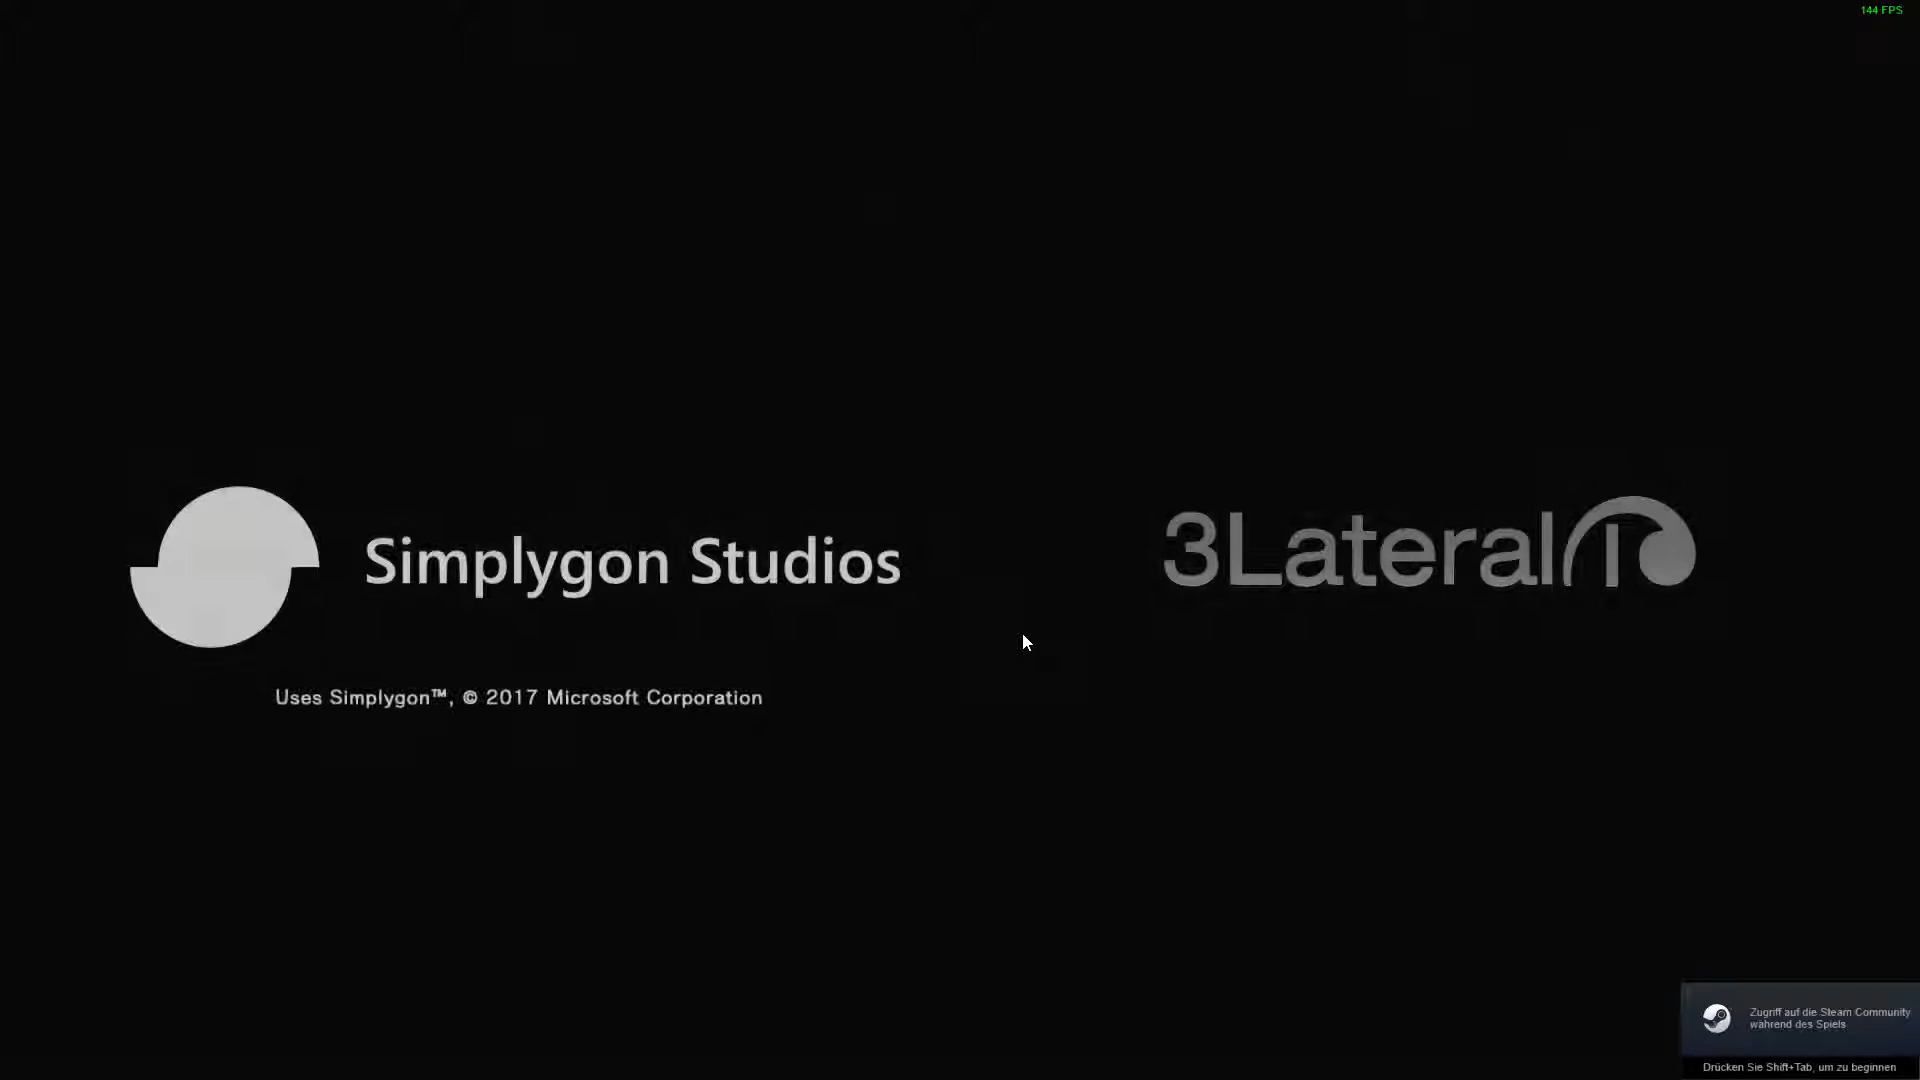 144 FPS
Simplygon Studios
3Lateral
Uses Simplygon™, © 2017 Microsoft Corporation
Zugriff auf die Steam Community
während des Spiels
Drücken Sie Shift+Tab, um zu beginnen